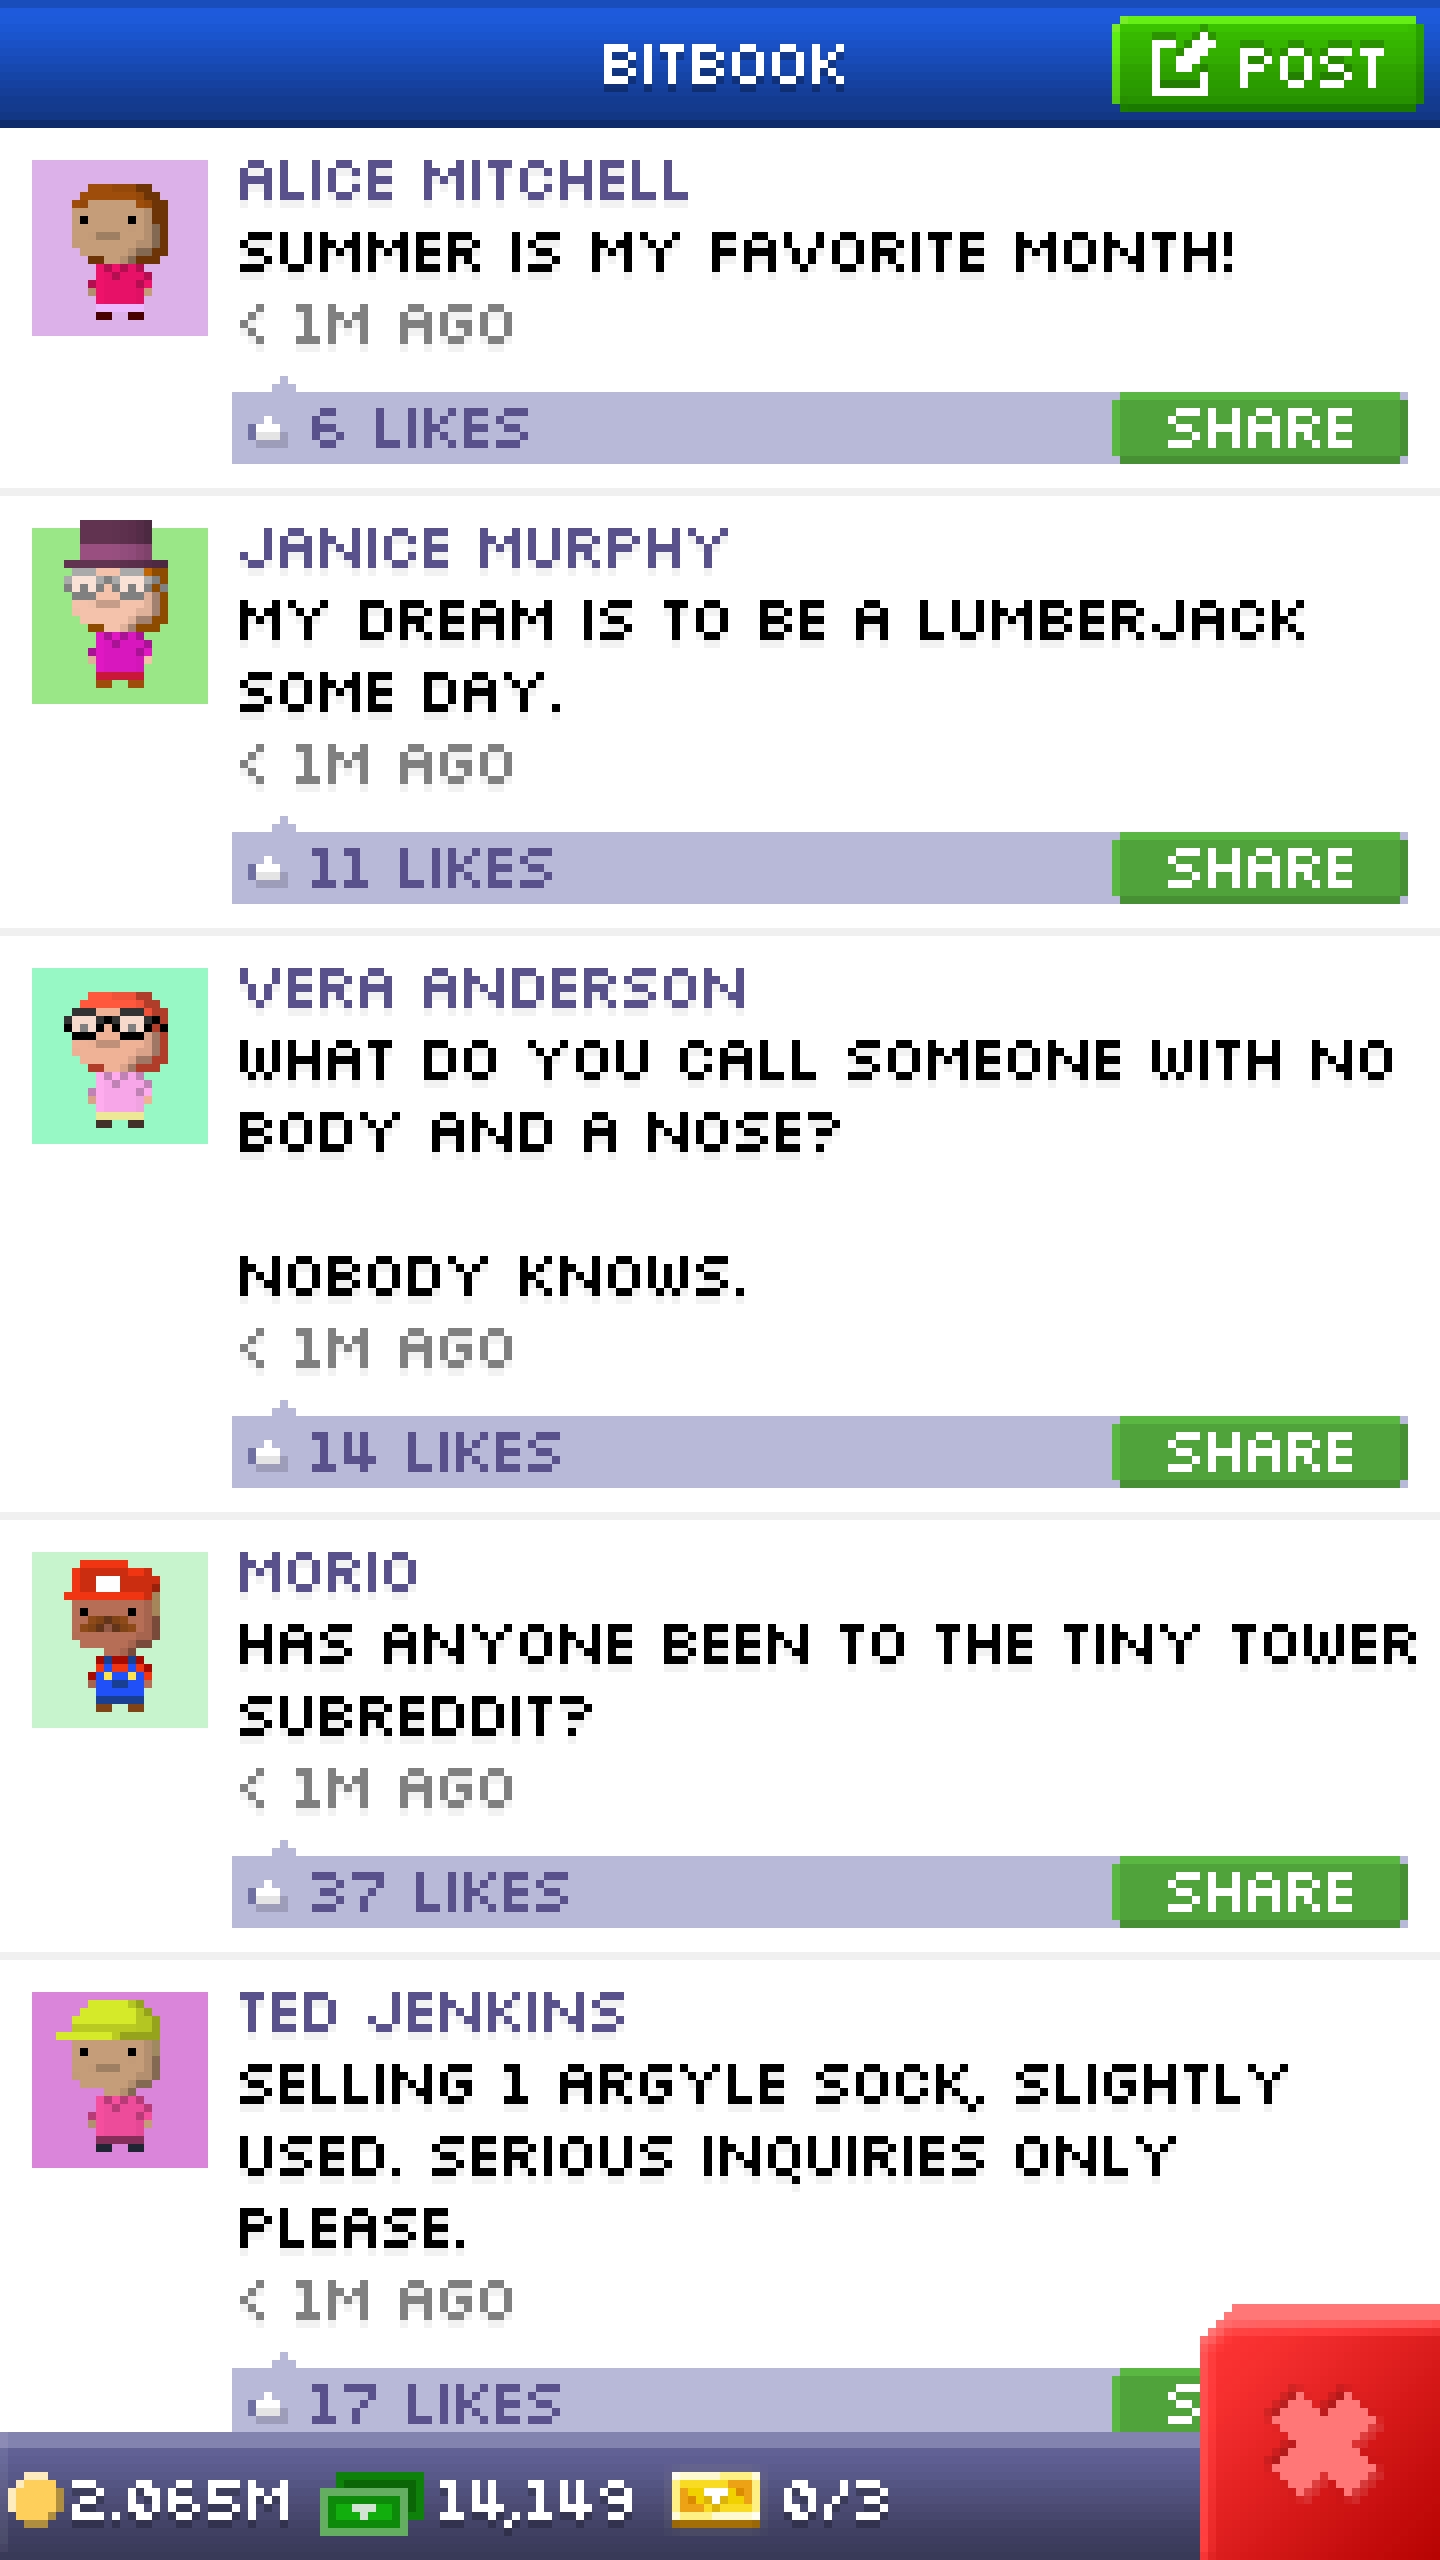 BITBOOK
POST
ALICE MITCHELL
SUMMER IS MY FAVORITE MONTH!
< 1M AGO
6 LIKES
SHARE
JANICE MURPHY
MY DREAM IS TO BE A LUMBERJACK
SOME DAY.
< 1M AGO
11 LIKES
SHARE
VERA ANDERSON
WHAT DO YOU CALL SOMEONE WITH NO
BODY AND A NOSE?
NOBODY KNOWS.
< 1M AGO
14 LIKES
SHARE
MORIO
HAS ANYONE BEEN TO THE TINY TOWER
SUBREDDIT?
< 1M AGO
37 LIKES
SHARE
TED JENKINS
SELLING 1 ARGYLE SOCK, SLIGHTLY
USED. SERIOUS INQUIRIES ONLY
PLEASE.
< 1M AGO
17 LIKES
2.065M 14,149 0/3